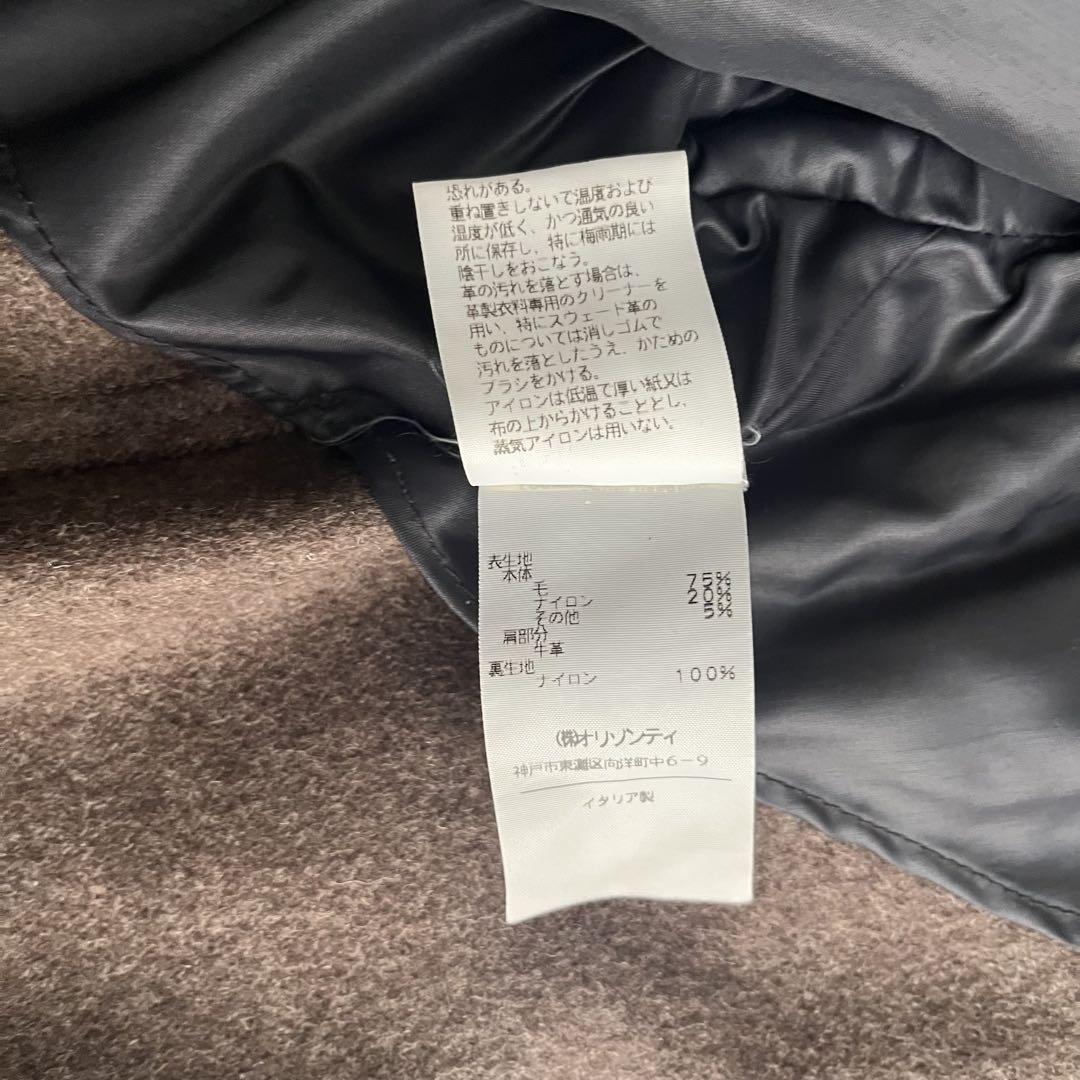 恐れがある。
重ね置きしないで温度および
湿度が低く、かつ通気の良い
所に保存し、特に梅雨期には
陰干しをおこなう。
革の汚れを落とす場合は、
革製衣料専用のクリーナーを
用い、特にスウェード革の
ものについては消しゴムで
汚れを落としたうえ、かための
ブラシをかける。
アイロンは低温で厚い紙又は
布の上からかけることとし、
蒸気アイロンは用いない。
表生地
本体
毛 75%
ナイロン 20%
その他 5%
肩部分
牛革
裏生地
ナイロン 100%
(株)オリゾンティ
神戸市東灘区向洋町中6-9
イタリア製